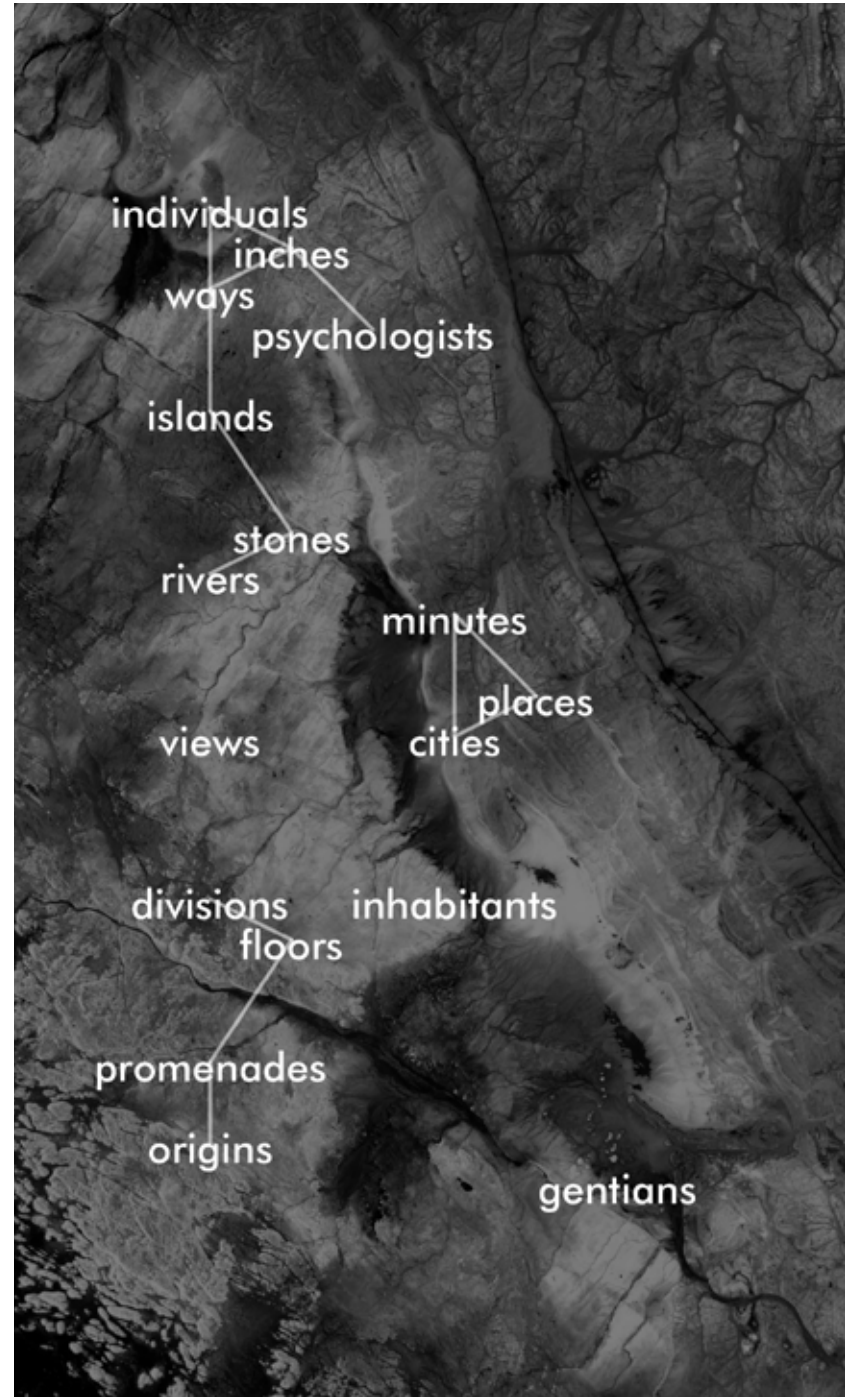 individuals
inches
ways
psychologists
islands
stones
rivers
minutes
places
views
cities
divisions
inhabitants
floors
promenades
origins
gentians